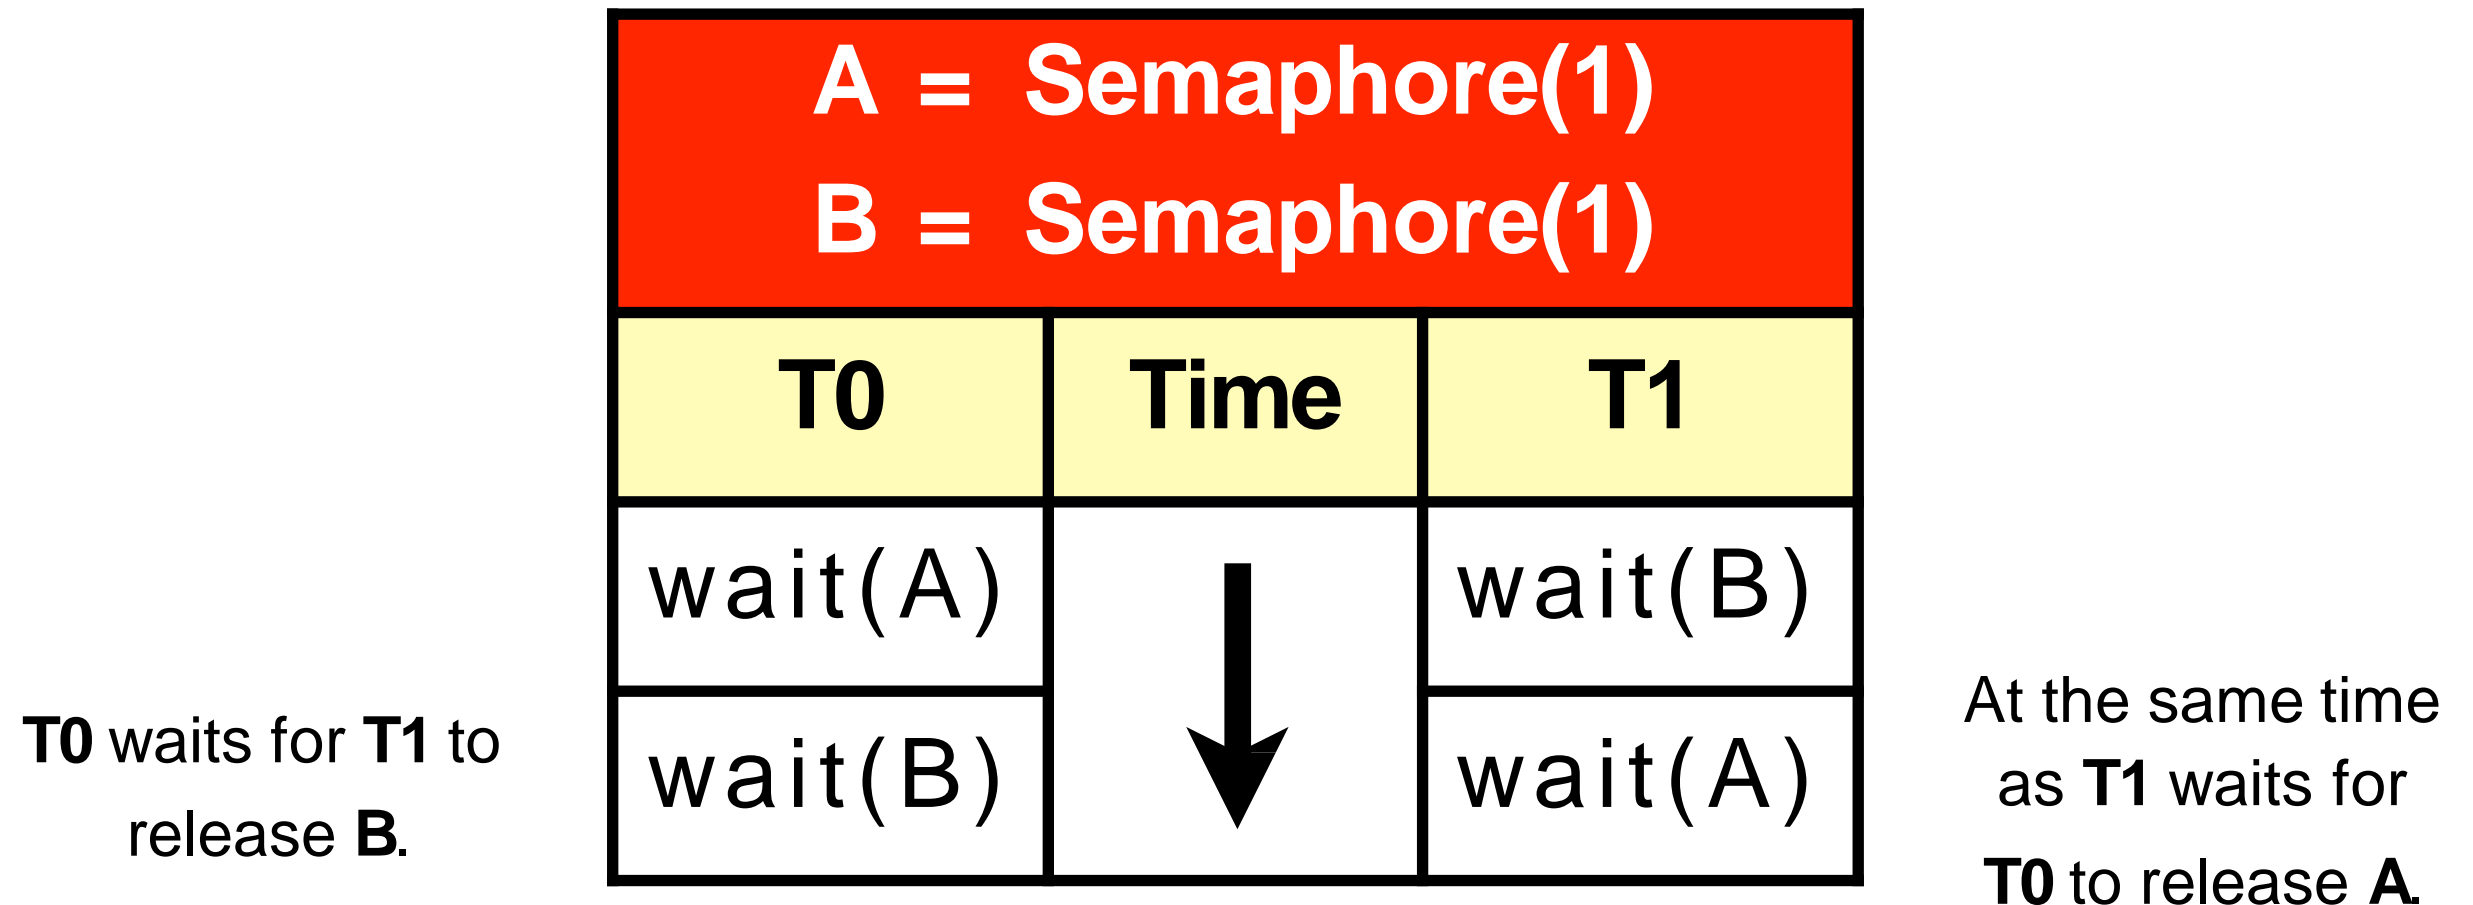 A = Semaphore(1)
B = Semaphore(1)
T0 Time T1
wait(A) wait(B)
wait(B) wait(A)
T0 waits for T1 to
release B.
At the same time
as T1 waits for
T0 to release A.